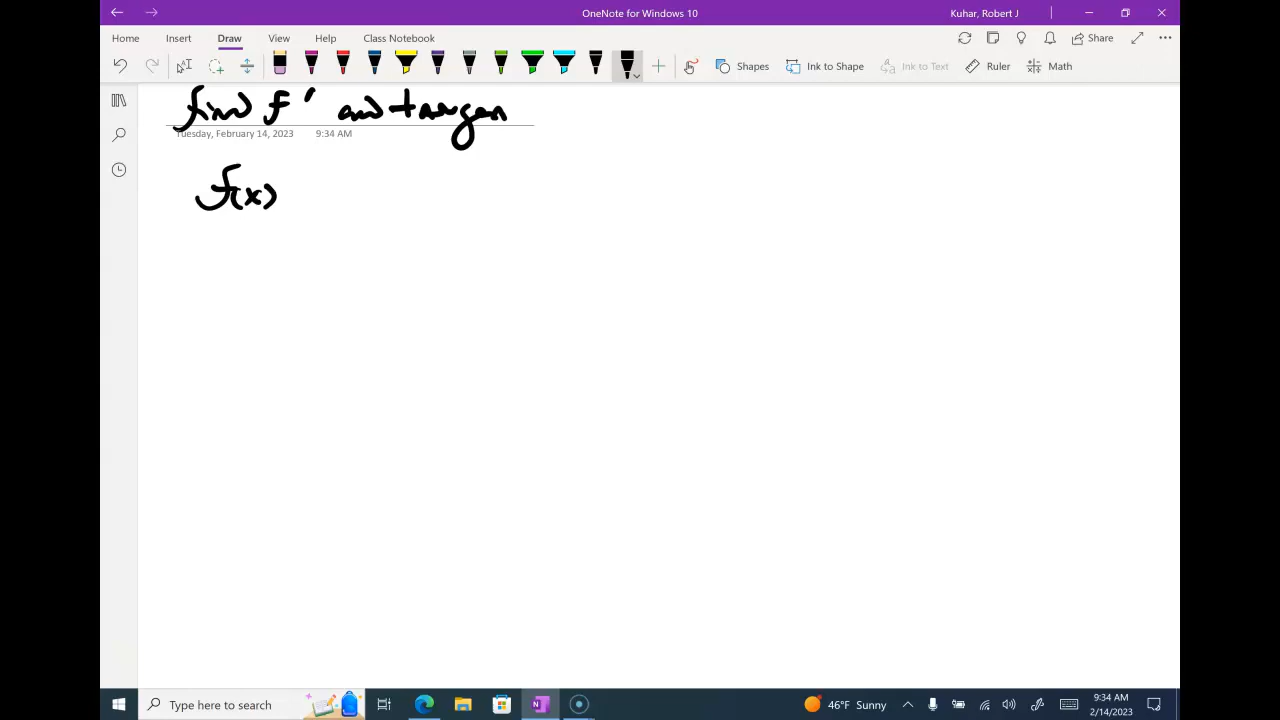 OneNote for Windows 10
Kuhar, Robert J
Home Insert Draw View Help Class Notebook
Share
Shapes Ink to Shape Ink to Text Ruler Math
find f ′ and tangen
Tuesday, February 14, 2023 9:34 AM
f(x)
Type here to search
46°F Sunny
9:34 AM
2/14/2023